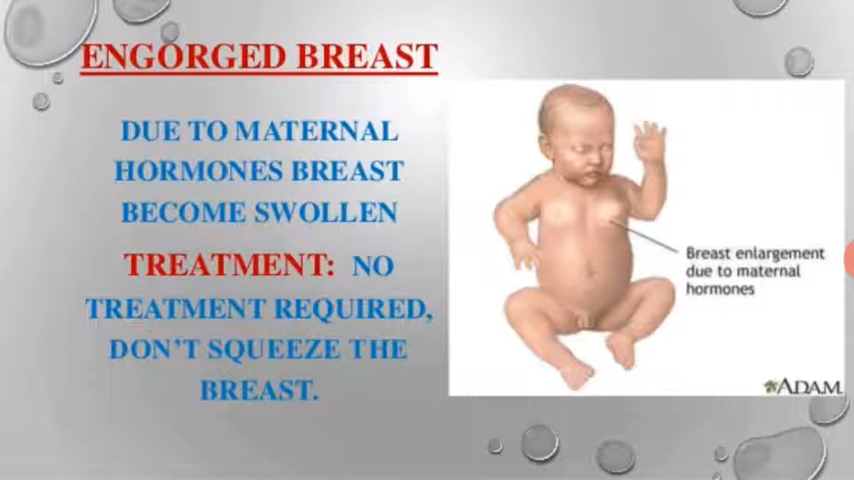 ENGORGED BREAST
DUE TO MATERNAL
HORMONES BREAST
BECOME SWOLLEN
TREATMENT: NO
TREATMENT REQUIRED,
DON'T SQUEEZE THE
BREAST.
Breast enlargement
due to maternal
hormones
ADAM.